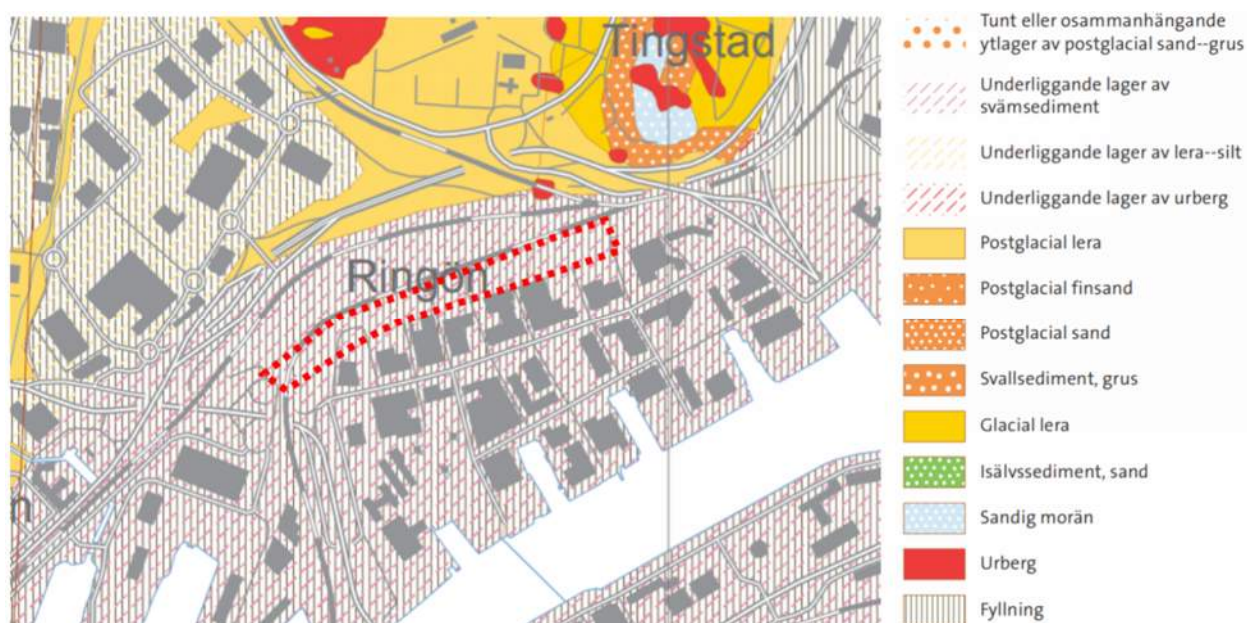 Tingstad
Ringön
n
Tunt eller osammanhängande
ytlager av postglacial sand--grus
Underliggande lager av
svämsediment
Underliggande lager av lera--silt
Underliggande lager av urberg
Postglacial lera
Postglacial finsand
Postglacial sand
Svallsediment, grus
Glacial lera
Isälvssediment, sand
Sandig morän
Urberg
Fyllning